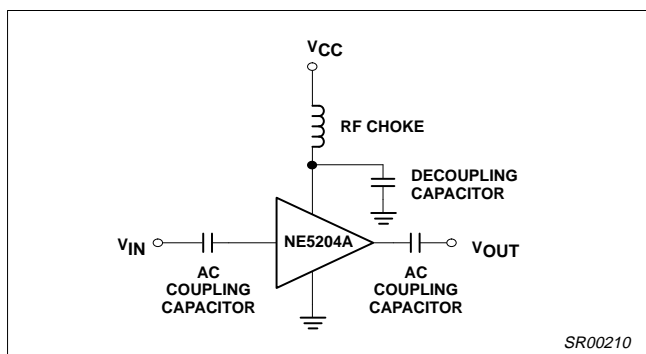 VCC
RF CHOKE
DECOUPLING
CAPACITOR
NE5204A
VIN
VOUT
AC
COUPLING
CAPACITOR
AC
COUPLING
CAPACITOR
SR00210